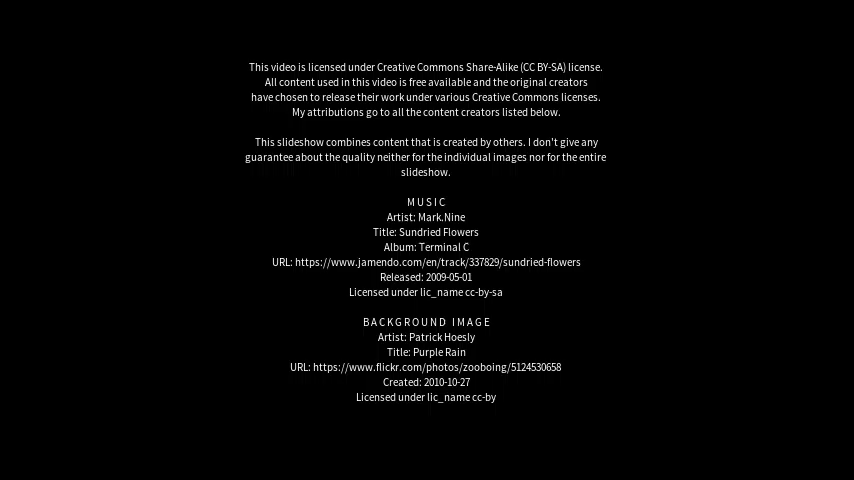 This video is licensed under Creative Commons Share-Alike (CC BY-SA) license.
All content used in this video is free available and the original creators
have chosen to release their work under various Creative Commons licenses.
My attributions go to all the content creators listed below.
This slideshow combines content that is created by others. I don't give any
guarantee about the quality neither for the individual images nor for the entire
slideshow.
MUSIC
Artist: Mark.Nine
Title: Sundried Flowers
Album: Terminal C
URL: https://www.jamendo.com/en/track/337829/sundried-flowers
Released: 2009-05-01
Licensed under lic_name cc-by-sa
BACKGROUND IMAGE
Artist: Patrick Hoesly
Title: Purple Rain
URL: https://www.flickr.com/photos/zooboing/5124530658
Created: 2010-10-27
Licensed under lic_name cc-by